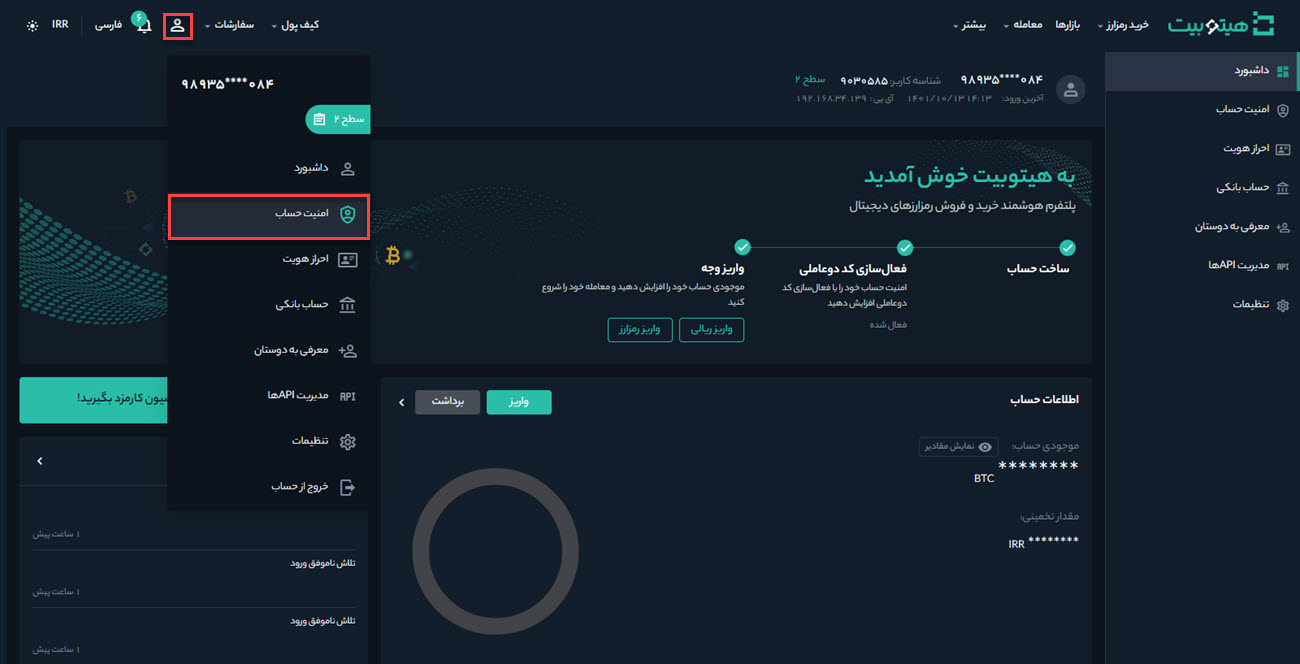 هیتوبیت
خرید رمزارز
بازارها
معامله
بیشتر
کیف پول
سفارشات
۶
فارسی
IRR
داشبورد
امنیت حساب
احراز هویت
حساب بانکی
معرفی به دوستان
مدیریت APIها
تنظیمات
۹۸۹۳۵****۰۸۴ شناسه کاربر: ۹۰۳۰۵۸۵ سطح ۲
آخرین ورود: ۱۴:۱۳ ۱۴۰۱/۱۰/۱۳ آی پی: ۱۹۲.۱۶۸.۳۴.۱۳۹
۹۸۹۳۵****۰۸۴
سطح ۲
داشبورد
امنیت حساب
احراز هویت
حساب بانکی
معرفی به دوستان
مدیریت APIها
تنظیمات
خروج از حساب
به هیتوبیت خوش آمدید
پلتفرم هوشمند خرید و فروش رمزارزهای دیجیتال
ساخت حساب
فعال‌سازی کد دوعاملی
امنیت حساب خود را با فعال‌سازی کد
دوعاملی افزایش دهید
فعال شده
واریز وجه
موجودی حساب خود را افزایش دهید و معامله خود را شروع
کنید
واریز ریالی
واریز رمزارز
اطلاعات حساب
واریز
برداشت
موجودی حساب:
نمایش مقادیر
********
BTC
مقدار تخمینی:
IRR ********
کارمزد بگیرید!
۱ ساعت پیش
تلاش ناموفق ورود
۱ ساعت پیش
تلاش ناموفق ورود
۱ ساعت پیش